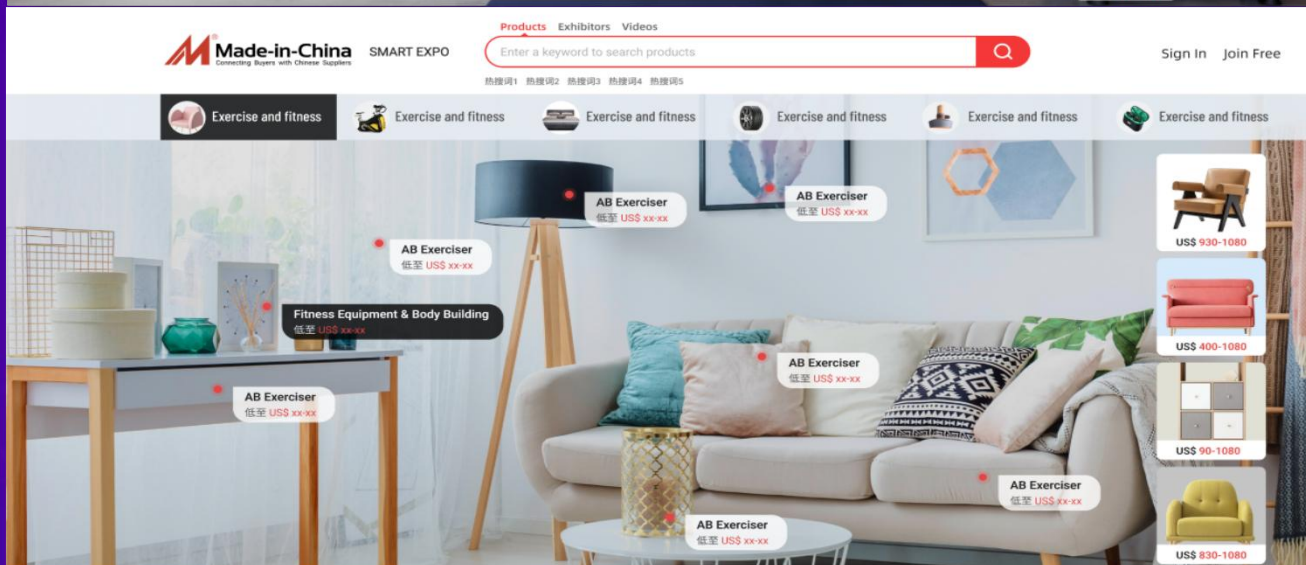 Products Exhibitors Videos
Made-in-China
Connecting Buyers with Chinese Suppliers
SMART EXPO
Enter a keyword to search products
Sign In Join Free
热搜词1 热搜词2 热搜词3 热搜词4 热搜词5
Exercise and fitness
Exercise and fitness
Exercise and fitness
Exercise and fitness
Exercise and fitness
Exercise and fitness
AB Exerciser
低至 US$ xx-xx
AB Exerciser
低至 US$ xx-xx
AB Exerciser
低至 US$ xx-xx
Fitness Equipment & Body Building
低至 US$ xx-xx
AB Exerciser
低至 US$ xx-xx
AB Exerciser
低至 US$ xx-xx
AB Exerciser
低至 US$ xx-xx
AB Exerciser
低至 US$ xx-xx
US$ 930-1080
US$ 400-1080
US$ 90-1080
US$ 830-1080